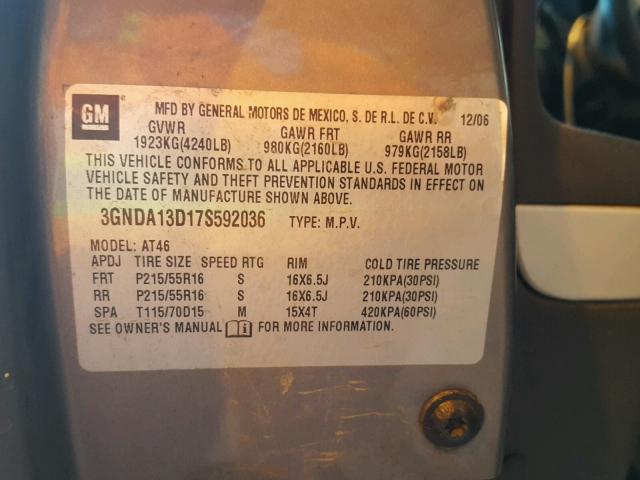 GM
MFD BY GENERAL MOTORS DE MEXICO, S. DE R.L. DE C.V. 12/06
GVWR GAWR FRT GAWR RR
1923KG(4240LB) 980KG(2160LB) 979KG(2158LB)
THIS VEHICLE CONFORMS TO ALL APPLICABLE U.S. FEDERAL MOTOR
VEHICLE SAFETY AND THEFT PREVENTION STANDARDS IN EFFECT ON
THE DATE OF MANUFACTURE SHOWN ABOVE.
3GNDA13D17S592036 TYPE: M.P.V.
MODEL: AT46
APDJ TIRE SIZE SPEED RTG RIM COLD TIRE PRESSURE
FRT P215/55R16 S 16X6.5J 210KPA(30PSI)
RR P215/55R16 S 16X6.5J 210KPA(30PSI)
SPA T115/70D15 M 15X4T 420KPA(60PSI)
SEE OWNER'S MANUAL i FOR MORE INFORMATION.